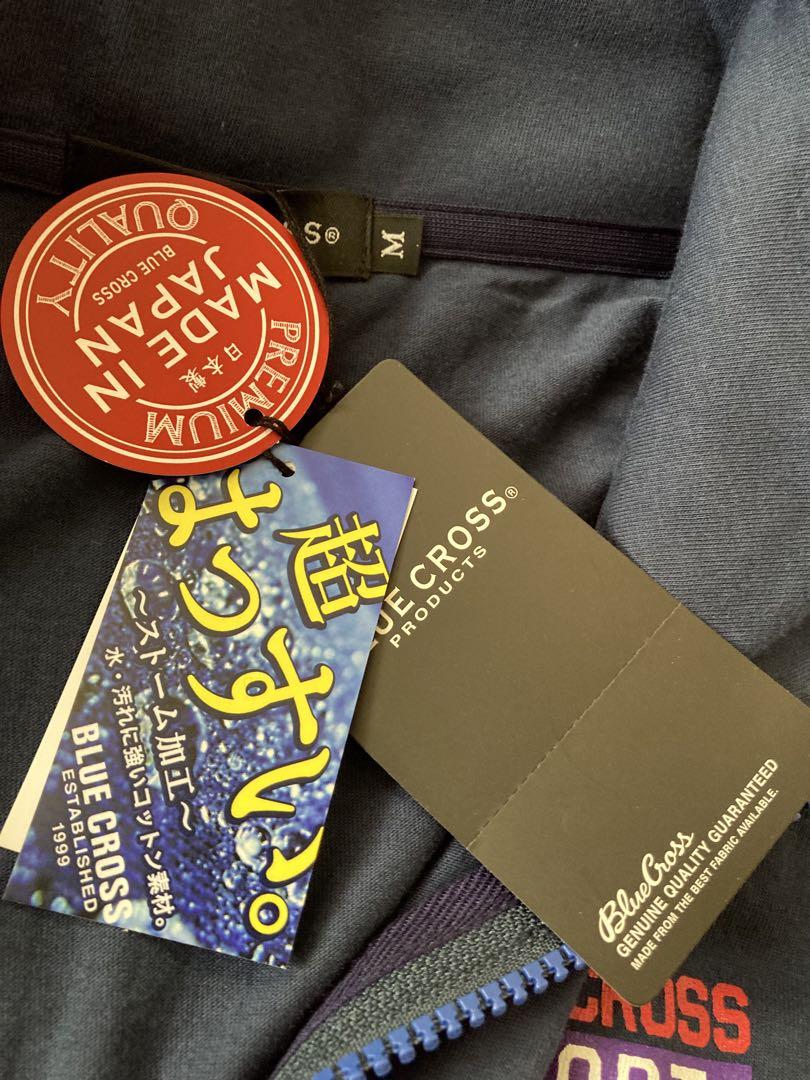 PREMIUM QUALITY
MADE IN
JAPAN
BLUE CROSS
日本製
S®
M
超
はっすい。
～ストーム加工～
水・汚れに強いコットン素材。
BLUE CROSS
ESTABLISHED
1999
UE CROSS®
PRODUCTS
BlueCross
GENUINE QUALITY GUARANTEED
MADE FROM THE BEST FABRIC AVAILABLE.
CROSS